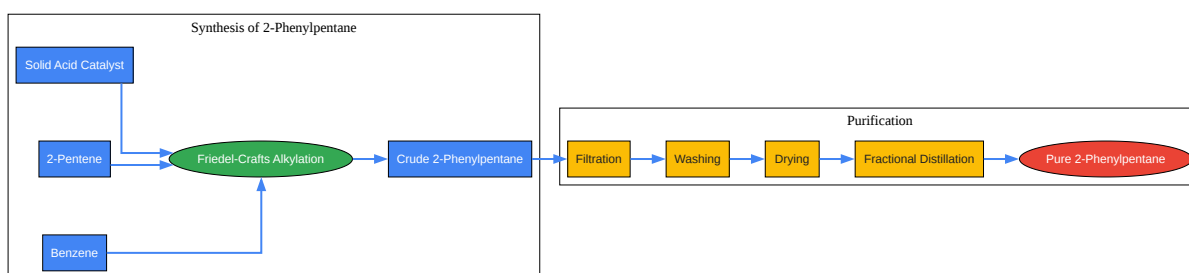 Synthesis of 2-Phenylpentane
Solid Acid Catalyst
2-Pentene
Benzene
Friedel-Crafts Alkylation
Crude 2-Phenylpentane
Purification
Filtration
Washing
Drying
Fractional Distillation
Pure 2-Phenylpentane